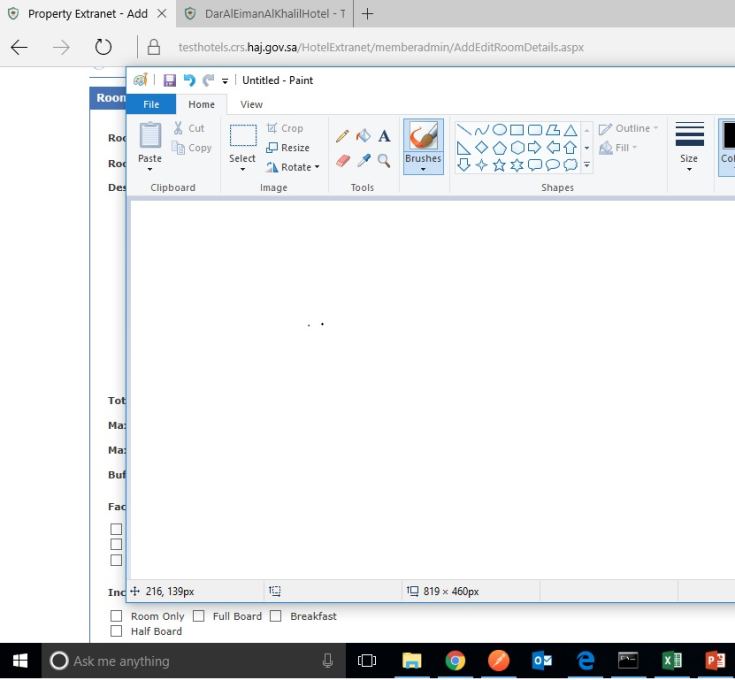 Property Extranet - Add
DarAlEimanAlKhalilHotel - T
testhotels.crs.haj.gov.sa/HotelExtranet/memberadmin/AddEditRoomDetails.aspx
Untitled - Paint
File Home View
Paste
Cut
Copy
Clipboard
Select
Crop
Resize
Rotate
Image
Tools
A
Brushes
Shapes
Outline
Fill
Size
Col
Room
Roo
Roo
Des
Tot
Ma
Ma
Buf
Fac
Inc
216, 139px
819 × 460px
Room Only Full Board Breakfast
Half Board
Ask me anything